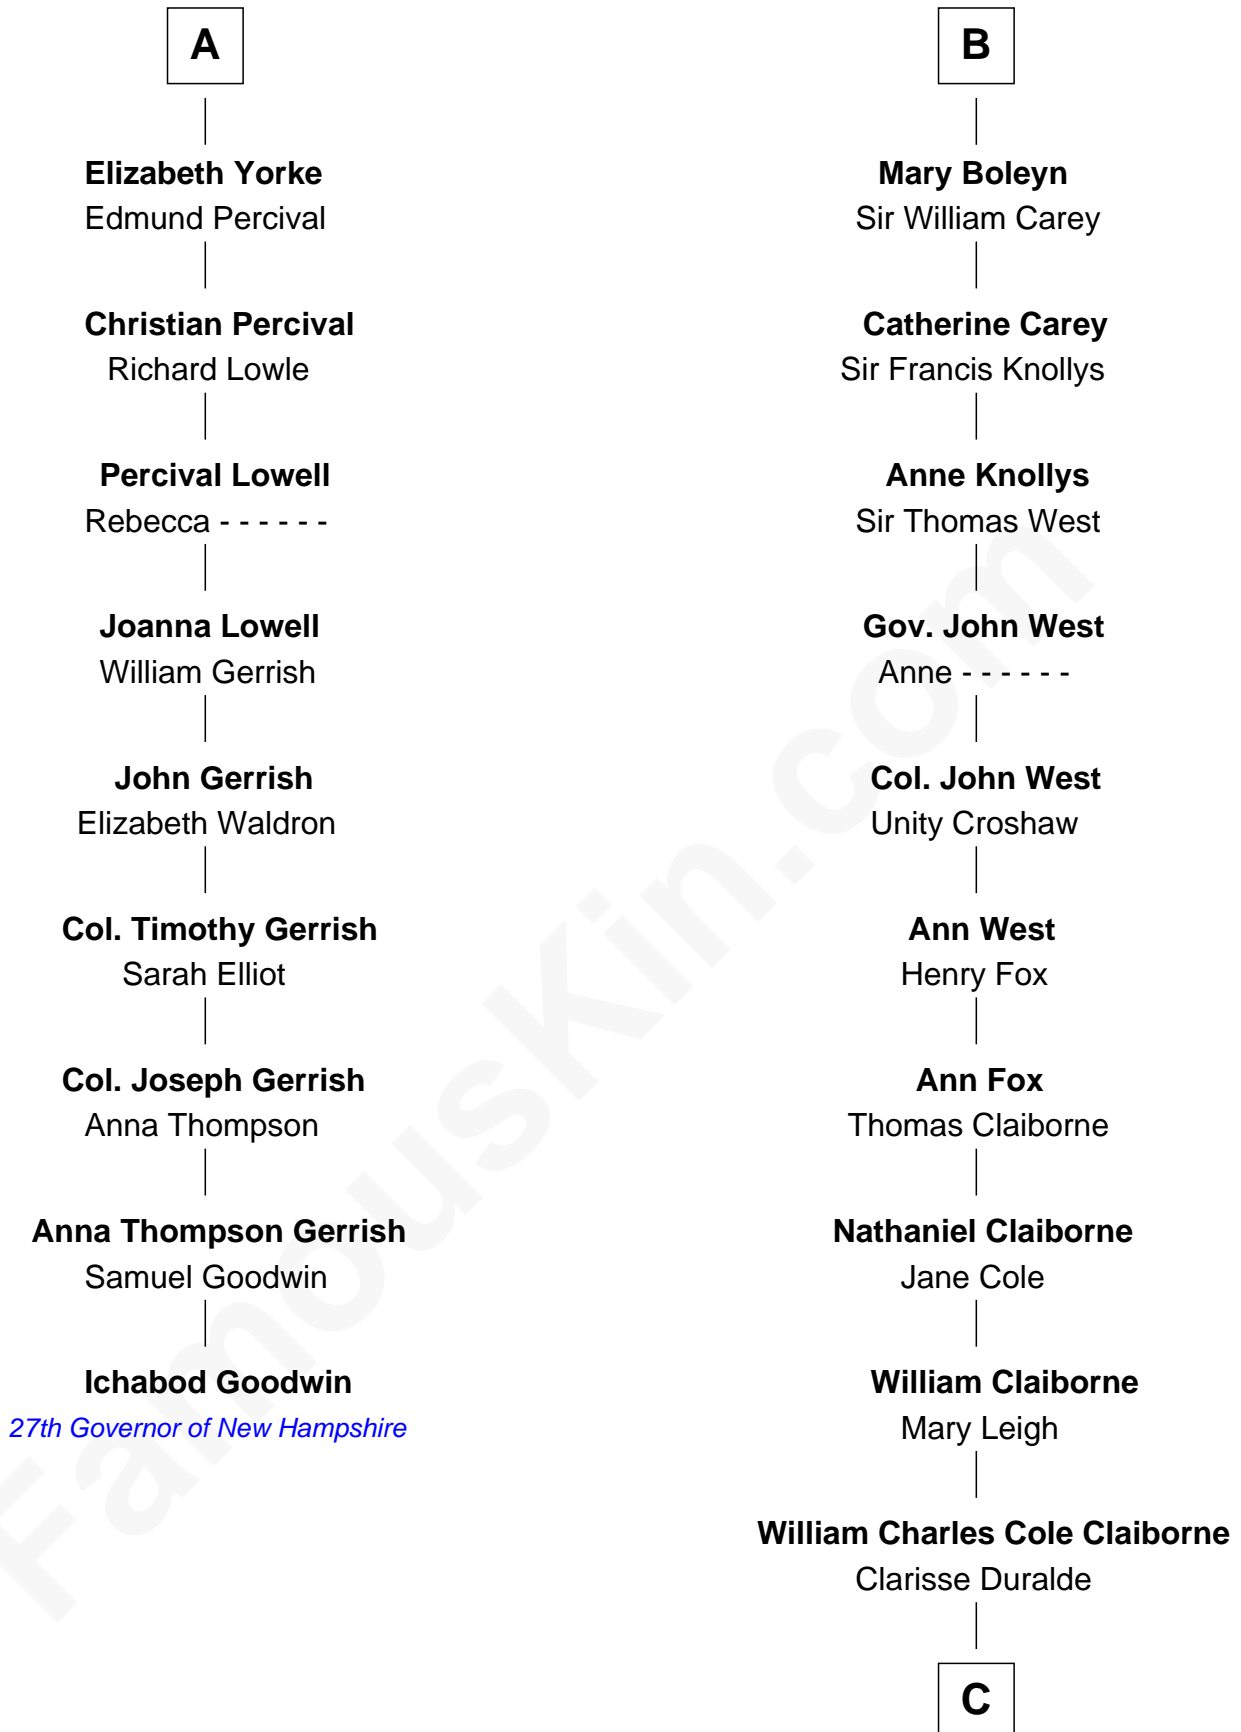 A
Elizabeth Yorke
Edmund Percival
Christian Percival
Richard Lowle
Percival Lowell
Rebecca - - - - - -
Joanna Lowell
William Gerrish
John Gerrish
Elizabeth Waldron
Col. Timothy Gerrish
Sarah Elliot
Col. Joseph Gerrish
Anna Thompson
Anna Thompson Gerrish
Samuel Goodwin
Ichabod Goodwin
27th Governor of New Hampshire
B
Mary Boleyn
Sir William Carey
Catherine Carey
Sir Francis Knollys
Anne Knollys
Sir Thomas West
Gov. John West
Anne - - - - - -
Col. John West
Unity Croshaw
Ann West
Henry Fox
Ann Fox
Thomas Claiborne
Nathaniel Claiborne
Jane Cole
William Claiborne
Mary Leigh
William Charles Cole Claiborne
Clarisse Duralde
C
FamousKin.com